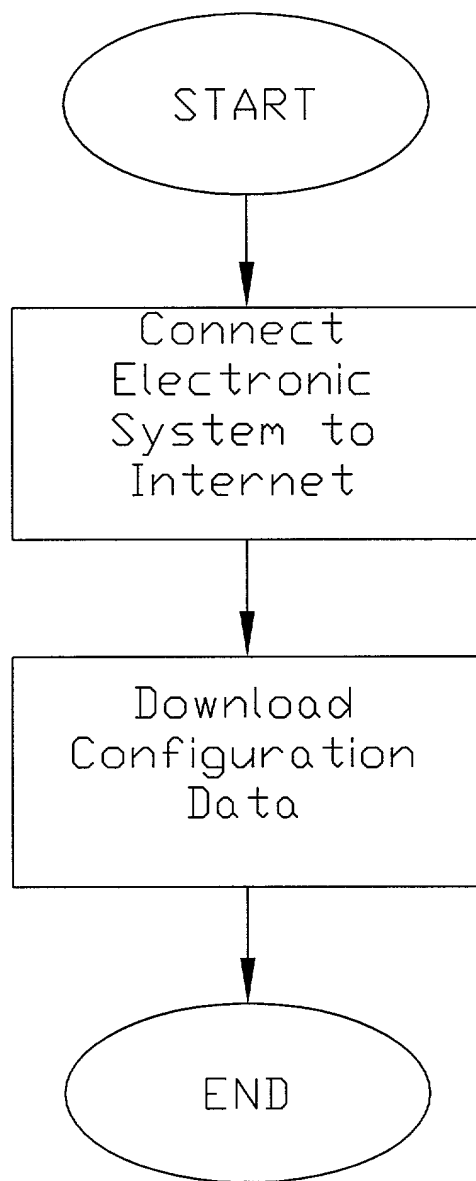 START
Connect
Electronic
System to
Internet
Download
Configuration
Data
END